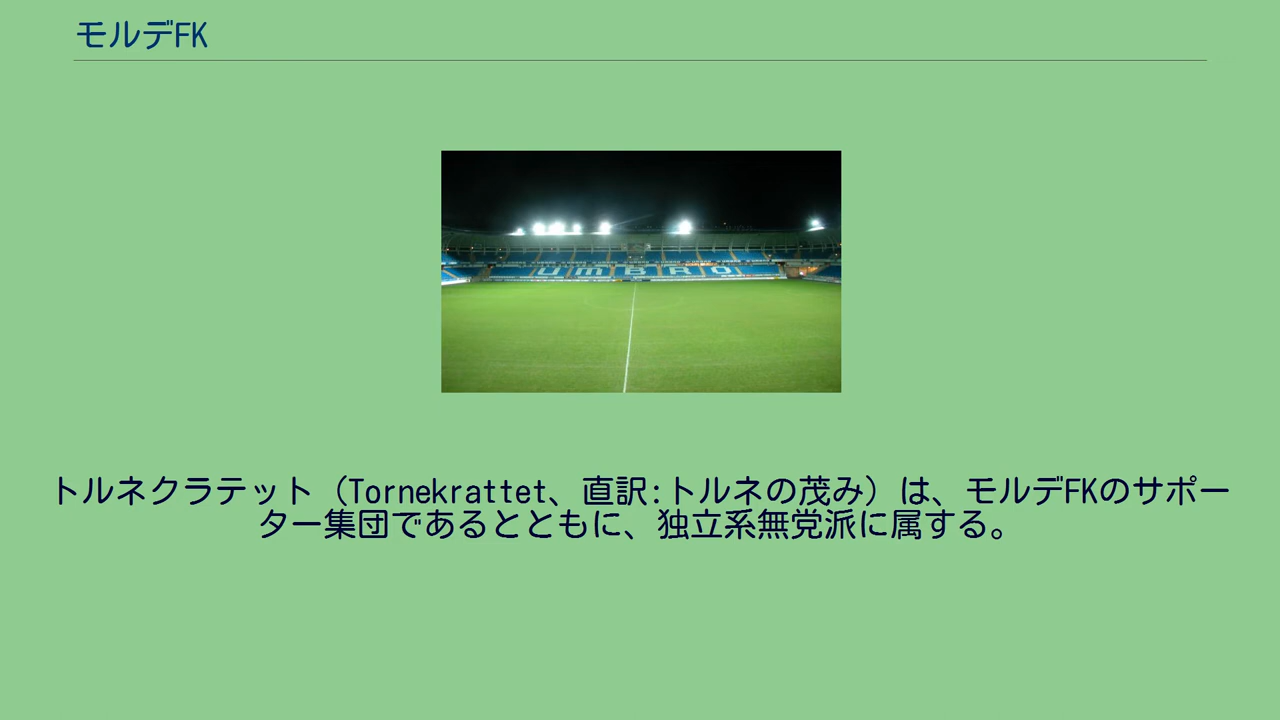 モルデFK
UMBRO
トルネクラテット（Tornekrattet、直訳:トルネの茂み）は、モルデFKのサポー
ター集団であるとともに、独立系無党派に属する。